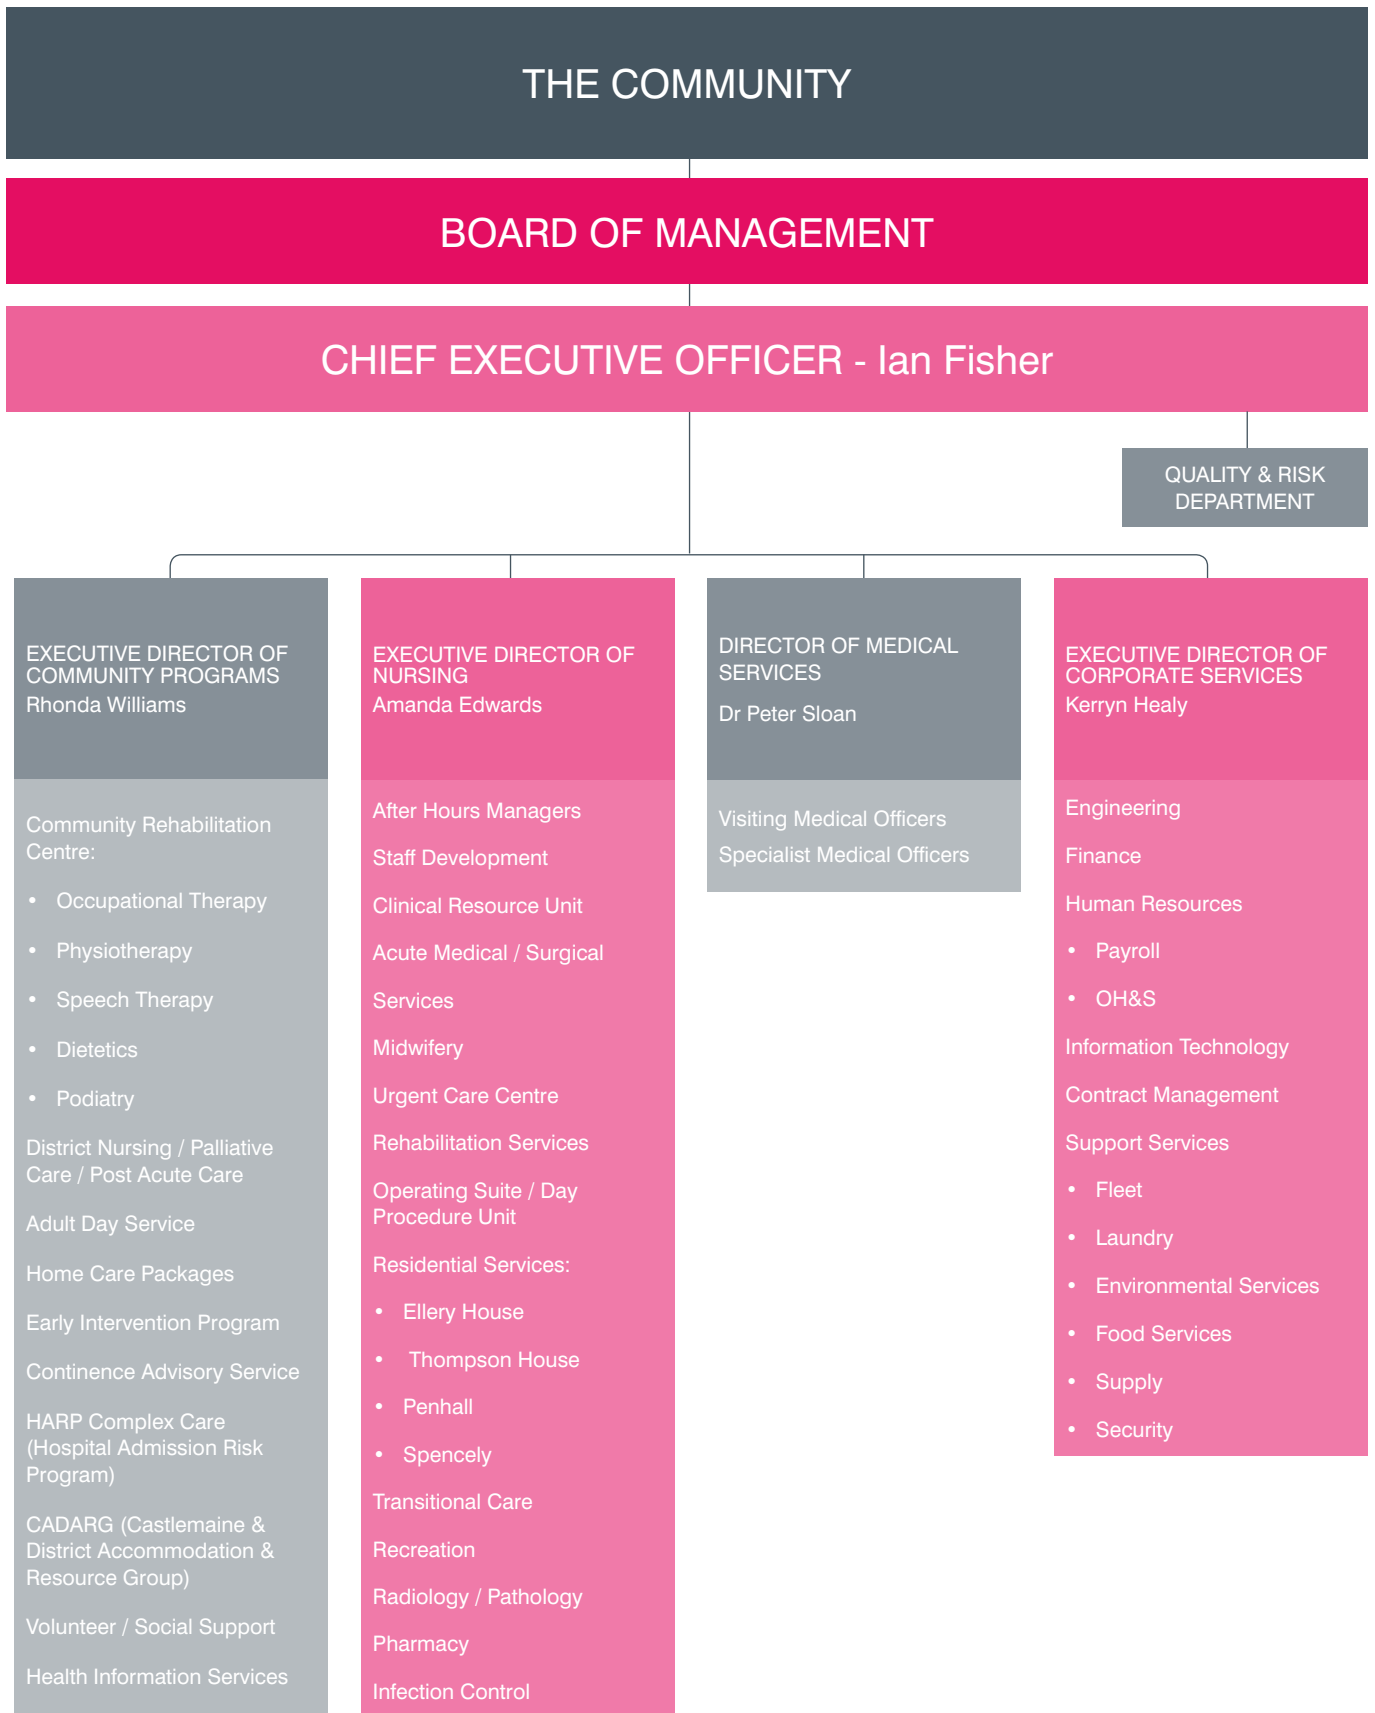 THE COMMUNITY
BOARD OF MANAGEMENT
CHIEF EXECUTIVE OFFICER - Ian Fisher
QUALITY & RISK
DEPARTMENT
EXECUTIVE DIRECTOR OF
COMMUNITY PROGRAMS
Rhonda Williams
Community Rehabilitation
Centre:
• Occupational Therapy
• Physiotherapy
• Speech Therapy
• Dietetics
• Podiatry
District Nursing / Palliative
Care / Post Acute Care
Adult Day Service
Home Care Packages
Early Intervention Program
Continence Advisory Service
HARP Complex Care
(Hospital Admission Risk
Program)
CADARG (Castlemaine &
District Accommodation &
Resource Group)
Volunteer / Social Support
Health Information Services
EXECUTIVE DIRECTOR OF
NURSING
Amanda Edwards
After Hours Managers
Staff Development
Clinical Resource Unit
Acute Medical / Surgical
Services
Midwifery
Urgent Care Centre
Rehabilitation Services
Operating Suite / Day
Procedure Unit
Residential Services:
• Ellery House
• Thompson House
• Penhall
• Spencely
Transitional Care
Recreation
Radiology / Pathology
Pharmacy
Infection Control
DIRECTOR OF MEDICAL
SERVICES
Dr Peter Sloan
Visiting Medical Officers
Specialist Medical Officers
EXECUTIVE DIRECTOR OF
CORPORATE SERVICES
Kerryn Healy
Engineering
Finance
Human Resources
• Payroll
• OH&S
Information Technology
Contract Management
Support Services
• Fleet
• Laundry
• Environmental Services
• Food Services
• Supply
• Security